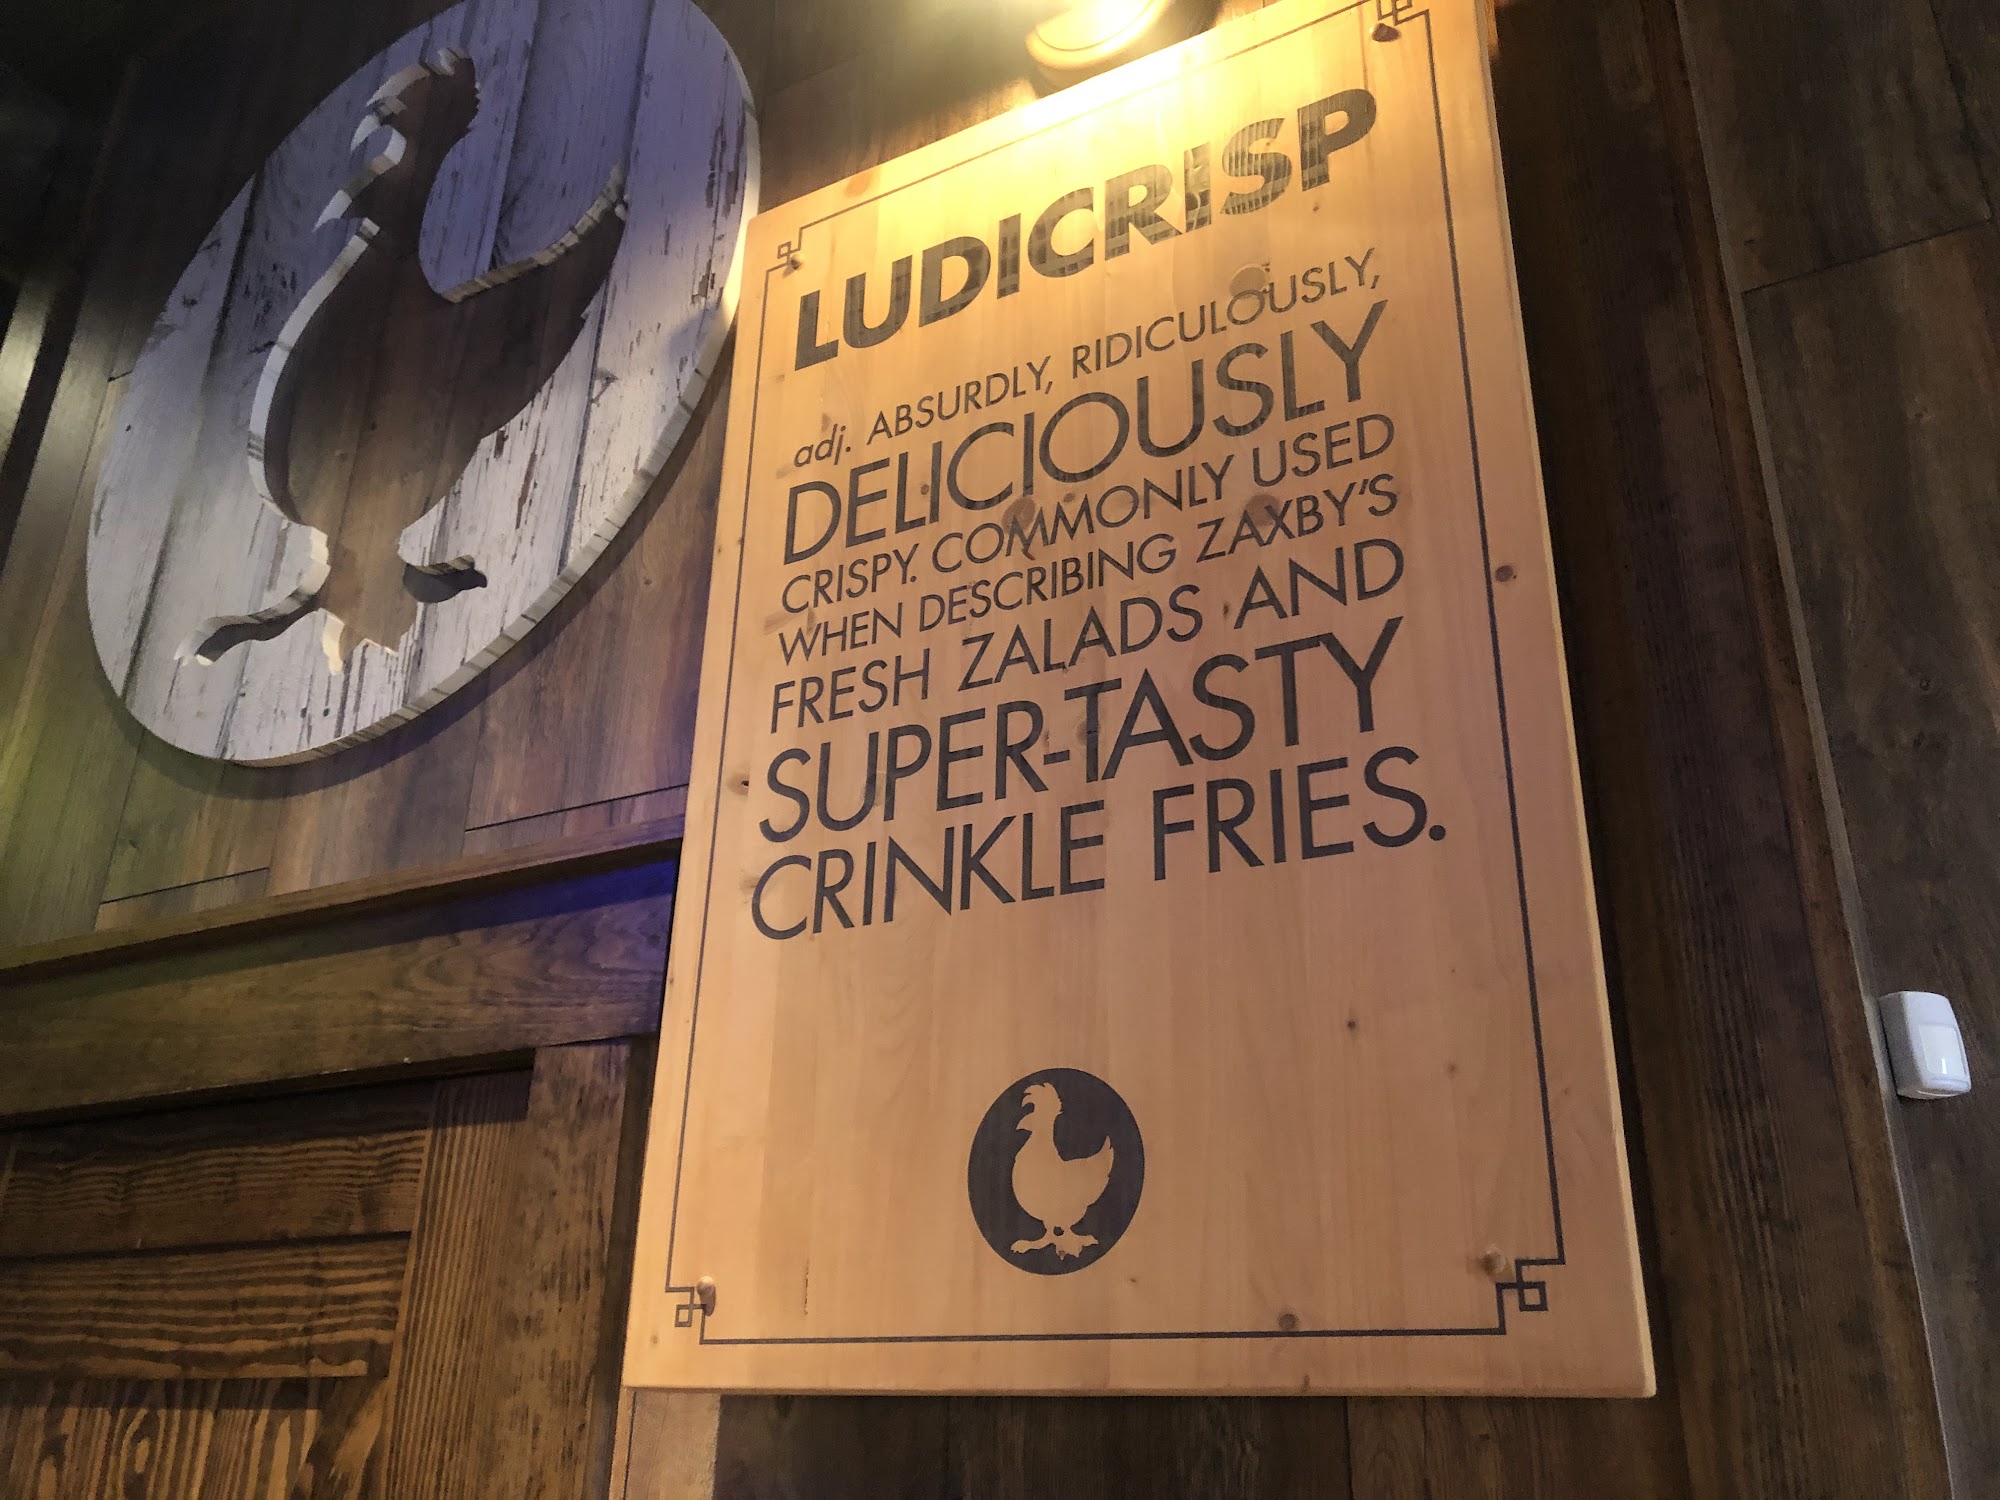 LUDICRISP
adj. ABSURDLY, RIDICULOUSLY,
DELICIOUSLY
CRISPY. COMMONLY USED
WHEN DESCRIBING ZAXBY'S
FRESH ZALADS AND
SUPER-TASTY
CRINKLE FRIES.